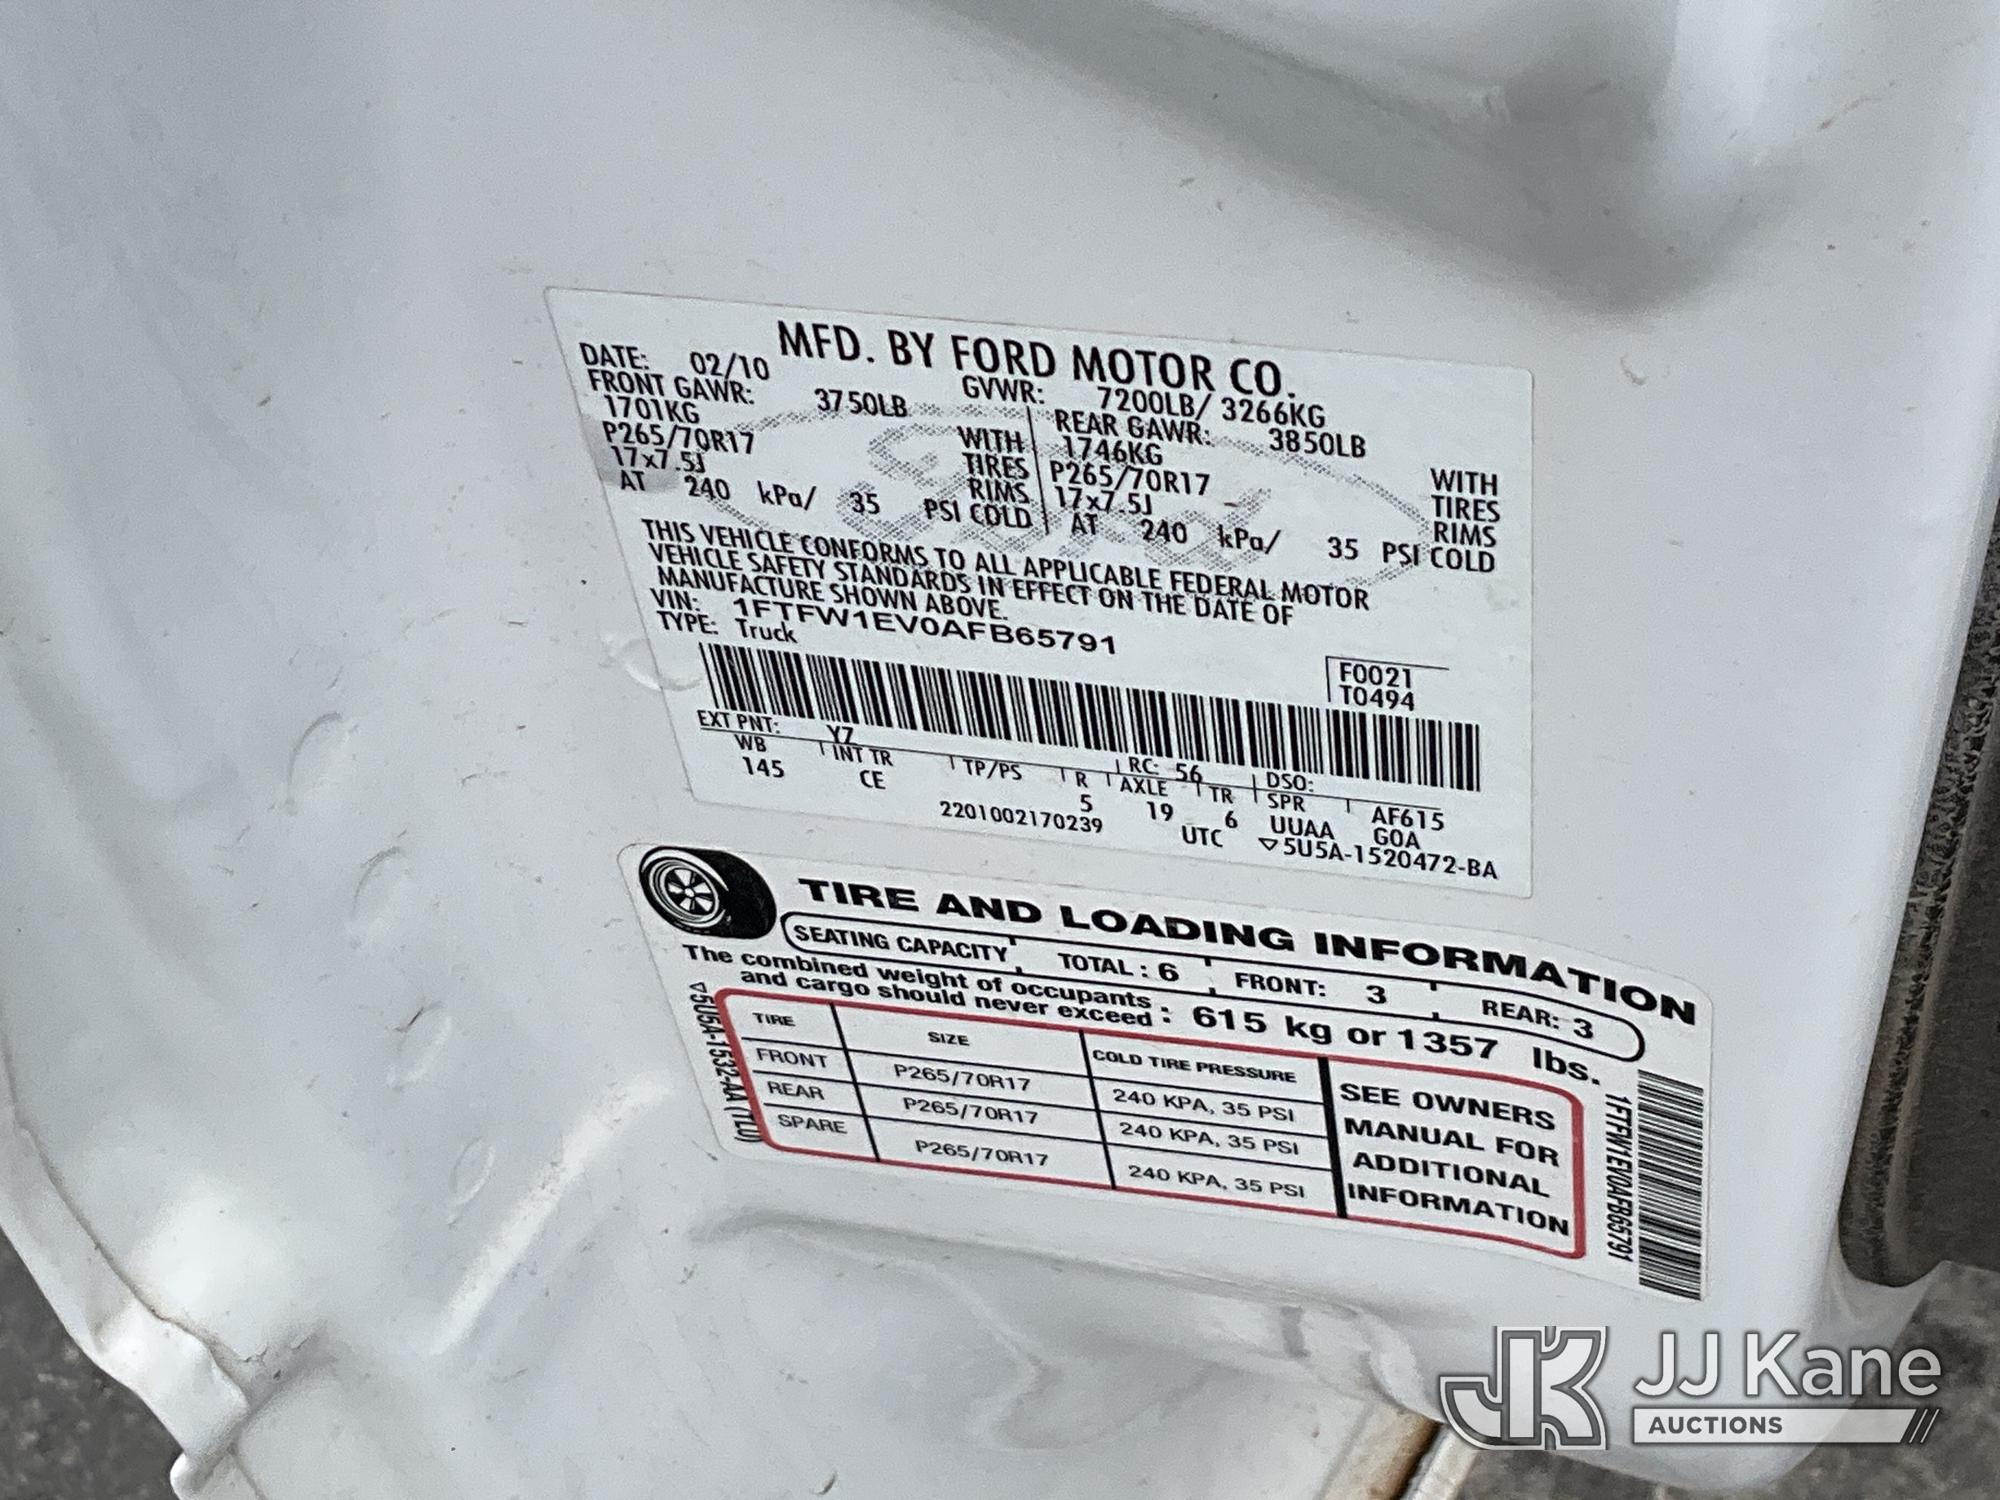 MFD. BY FORD MOTOR CO.
DATE: 02/10 GVWR: 7200LB/ 3266KG
FRONT GAWR: 3750LB REAR GAWR: 3850LB
1701KG WITH 1746KG WITH
P265/70R17 TIRES P265/70R17 TIRES
17x7.5J RIMS 17x7.5J RIMS
AT 240 kPa/ 35 PSI COLD AT 240 kPa/ 35 PSI COLD
THIS VEHICLE CONFORMS TO ALL APPLICABLE FEDERAL MOTOR
VEHICLE SAFETY STANDARDS IN EFFECT ON THE DATE OF
MANUFACTURE SHOWN ABOVE.
VIN: 1FTFW1EV0AFB65791
TYPE: Truck
F0021
T0494
EXT PNT: YZ RC: 56 DSO:
WB INT TR TP/PS R AXLE TR SPR AF615
145 CE 5 19 6 UUAA GOA
2201002170239 UTC ▽5U5A-1520472-BA
TIRE AND LOADING INFORMATION
SEATING CAPACITY TOTAL : 6 FRONT: 3 REAR: 3
The combined weight of occupants
and cargo should never exceed : 615 kg or 1357 lbs.
TIRE SIZE COLD TIRE PRESSURE
FRONT P265/70R17 240 KPA, 35 PSI
REAR P265/70R17 240 KPA, 35 PSI
SPARE P265/70R17 240 KPA, 35 PSI
SEE OWNERS
MANUAL FOR
ADDITIONAL
INFORMATION
▽5U5A-1532-AA (7L0)
1FTFW1EV0AFB65791
JK JJ Kane
AUCTIONS